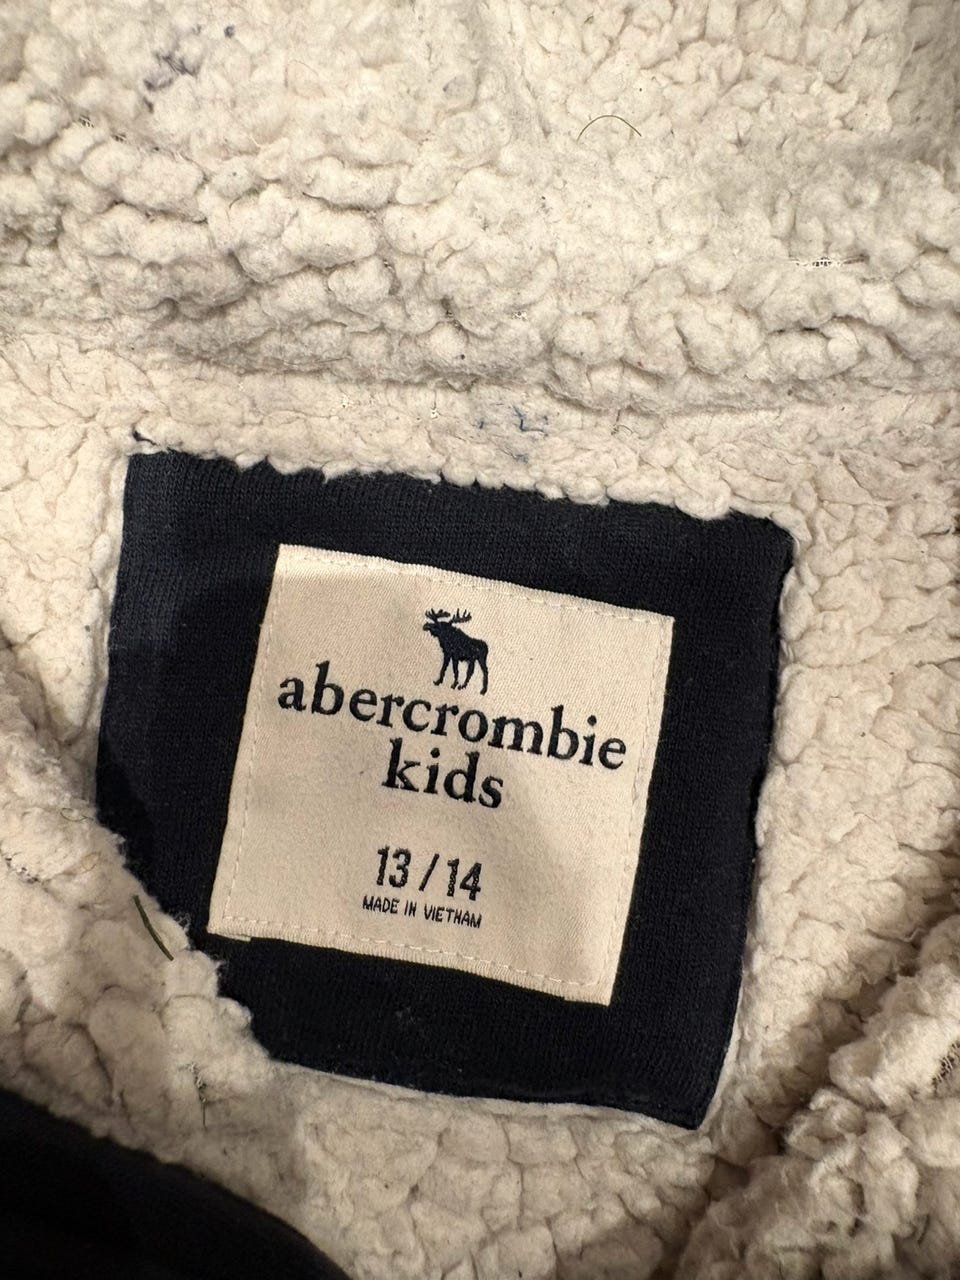 abercrombie
kids
13/14
MADE IN VIETNAM